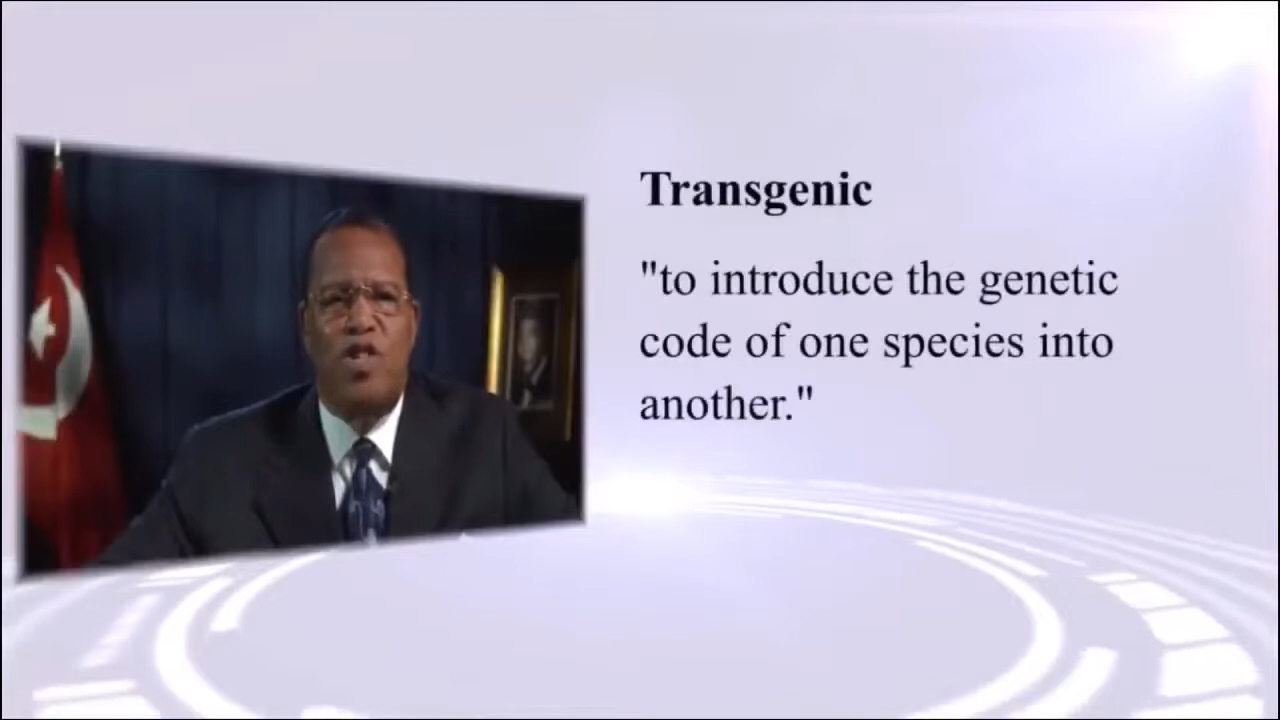 Transgenic
"to introduce the genetic
code of one species into
another."